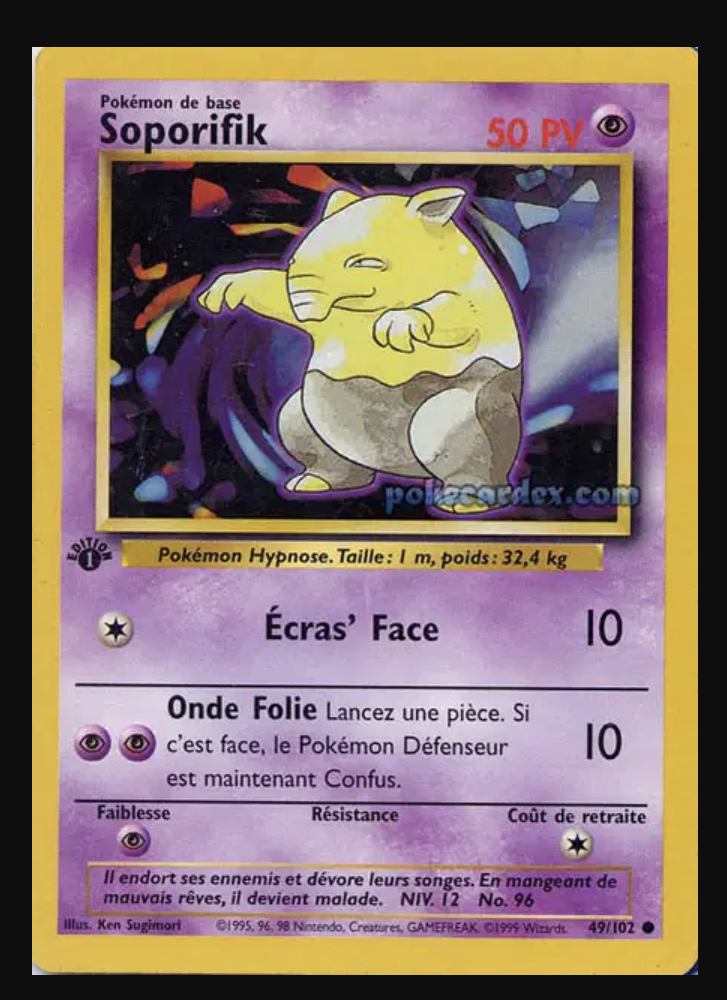 Pokémon de base
Soporifik
50 PV
pokecardex.com
EDITION
1
Pokémon Hypnose. Taille : 1 m, poids : 32,4 kg
Écras' Face 10
Onde Folie Lancez une pièce. Si
c'est face, le Pokémon Défenseur
est maintenant Confus.
10
Faiblesse Résistance Coût de retraite
Il endort ses ennemis et dévore leurs songes. En mangeant de
mauvais rêves, il devient malade. NIV. 12 No. 96
Illus. Ken Sugimori ©1995, 96, 98 Nintendo, Creatures, GAMEFREAK. ©1999 Wizards. 49/102